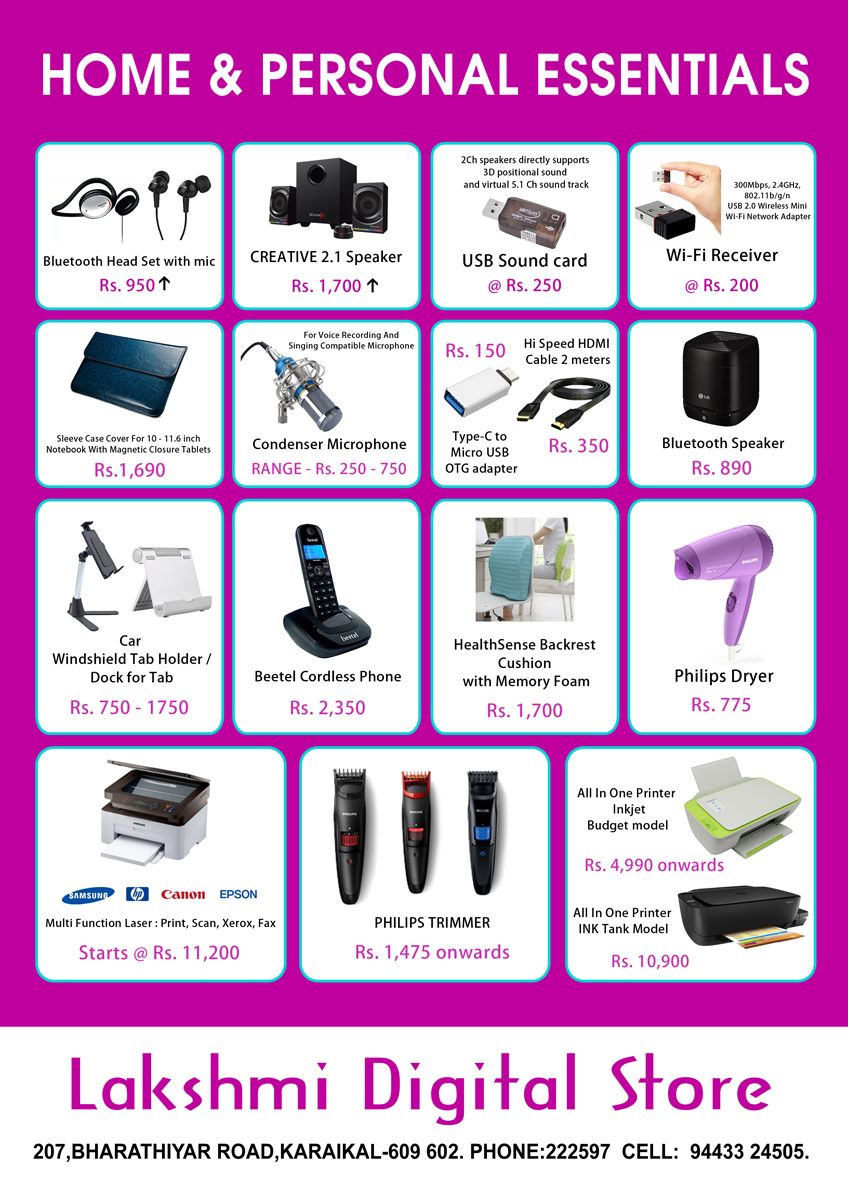 HOME & PERSONAL ESSENTIALS
Bluetooth Head Set with mic
Rs. 950
CREATIVE 2.1 Speaker
Rs. 1,700
2Ch speakers directly supports
3D positional sound
and virtual 5.1 Ch sound track
USB Sound card
@ Rs. 250
300Mbps, 2.4GHz,
802.11b/g/n
USB 2.0 Wireless Mini
Wi-Fi Network Adapter
Wi-Fi Receiver
@ Rs. 200
Sleeve Case Cover For 10 - 11.6 inch
Notebook With Magnetic Closure Tablets
Rs.1,690
For Voice Recording And
Singing Compatible Microphone
Condenser Microphone
RANGE - Rs. 250 - 750
Rs. 150
Type-C to
Micro USB
OTG adapter
Hi Speed HDMI
Cable 2 meters
Rs. 350
LG
Bluetooth Speaker
Rs. 890
Car
Windshield Tab Holder /
Dock for Tab
Rs. 750 - 1750
beetel
beetel
Beetel Cordless Phone
Rs. 2,350
HealthSense Backrest
Cushion
with Memory Foam
Rs. 1,700
PHILIPS
Philips Dryer
Rs. 775
SAMSUNG hp Canon EPSON
Multi Function Laser : Print, Scan, Xerox, Fax
Starts @ Rs. 11,200
PHILIPS PHILIPS PHILIPS
PHILIPS TRIMMER
Rs. 1,475 onwards
All In One Printer
Inkjet
Budget model
Rs. 4,990 onwards
All In One Printer
INK Tank Model
Rs. 10,900
Lakshmi Digital Store
207,BHARATHIYAR ROAD,KARAIKAL-609 602. PHONE:222597 CELL: 94433 24505.